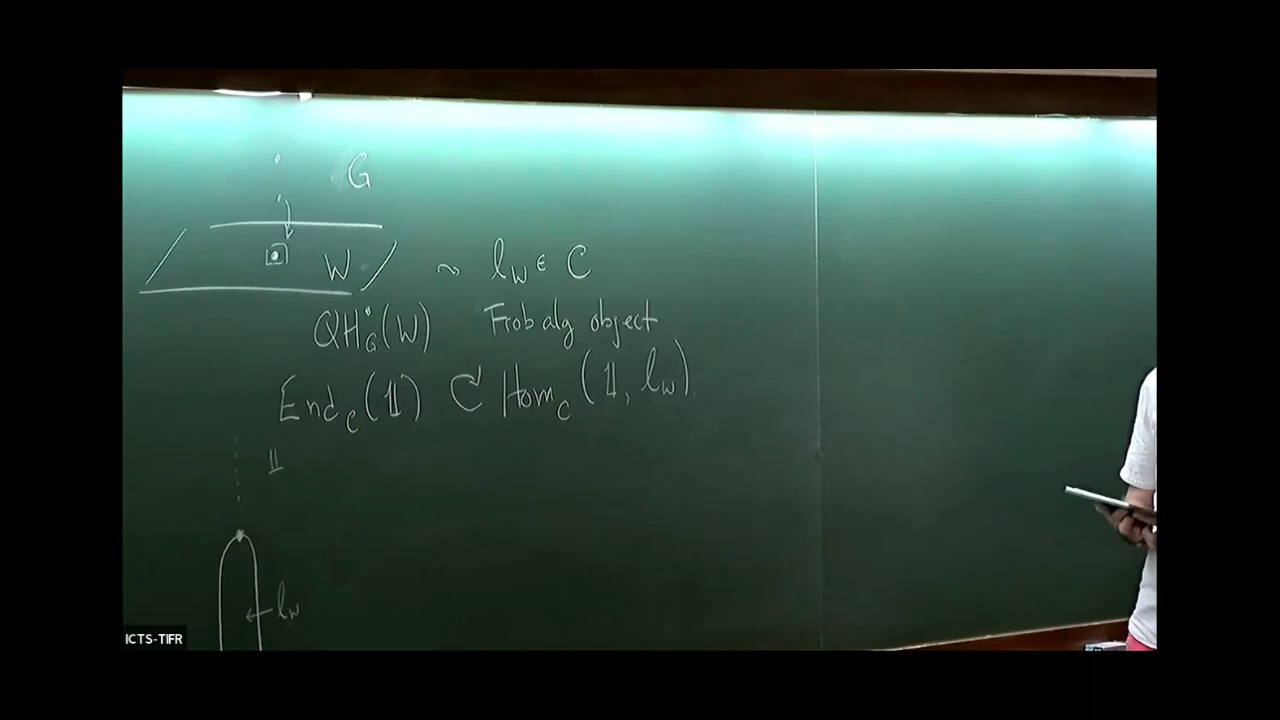 G
W ~ l_W ∈ C
QH^•_G(W) Frob alg object
End_C(𝟙) ↻ Hom_C(𝟙, l_W).
𝟙
← l_W
ICTS-TIFR